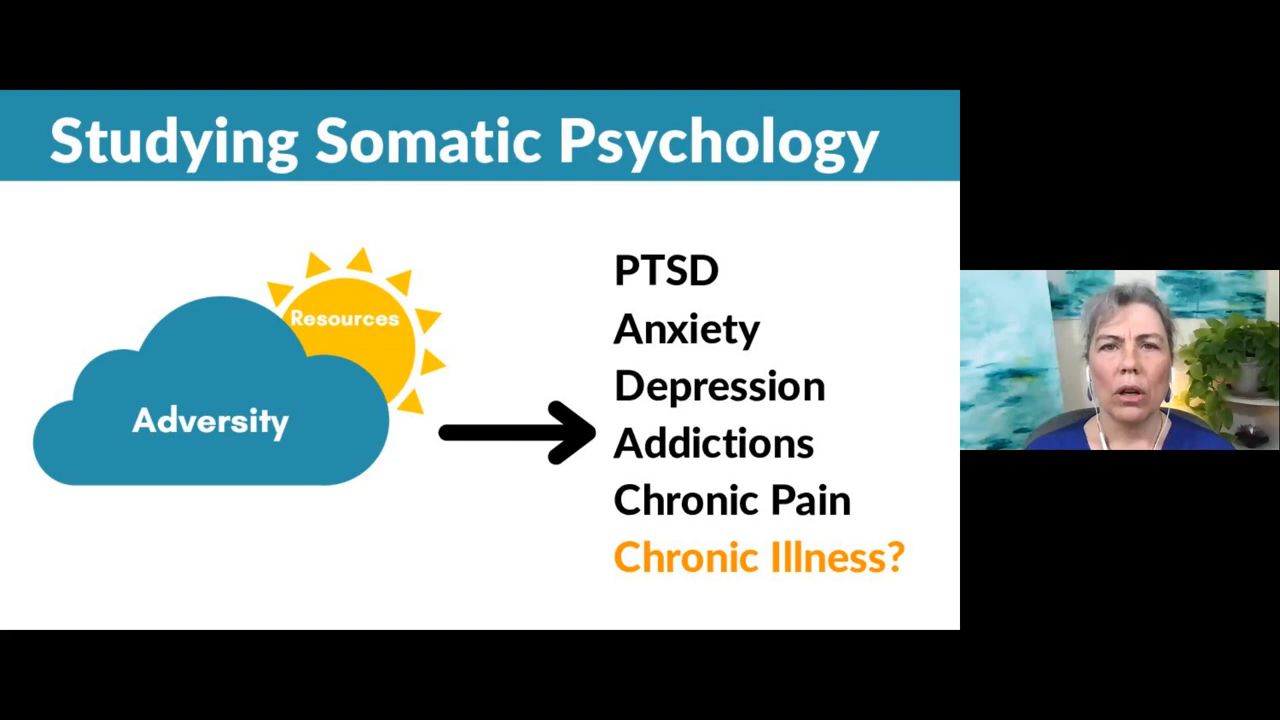 Studying Somatic Psychology
Resources
Adversity
PTSD
Anxiety
Depression
Addictions
Chronic Pain
Chronic Illness?